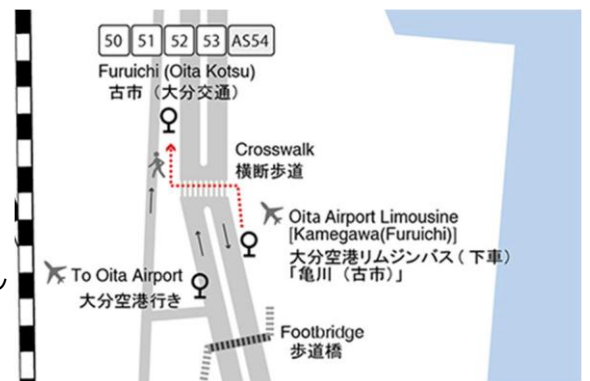 50 51 52 53 AS54
Furuichi (Oita Kotsu)
古市（大分交通）
Crosswalk
横断歩道
Oita Airport Limousine
[Kamegawa(Furuichi)]
大分空港リムジンバス（下車）
「亀川（古市）」
To Oita Airport
大分空港行き
Footbridge
歩道橋